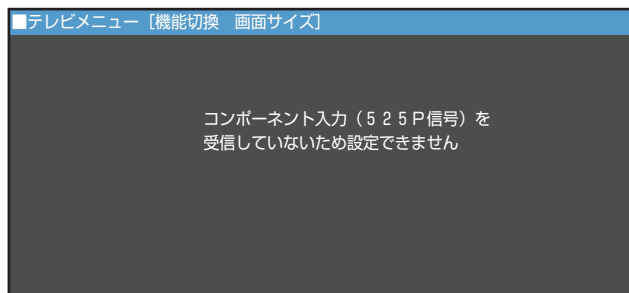 ■テレビメニュー［機能切換　画面サイズ］
コンポーネント入力（５２５Ｐ信号）を
受信していないため設定できません